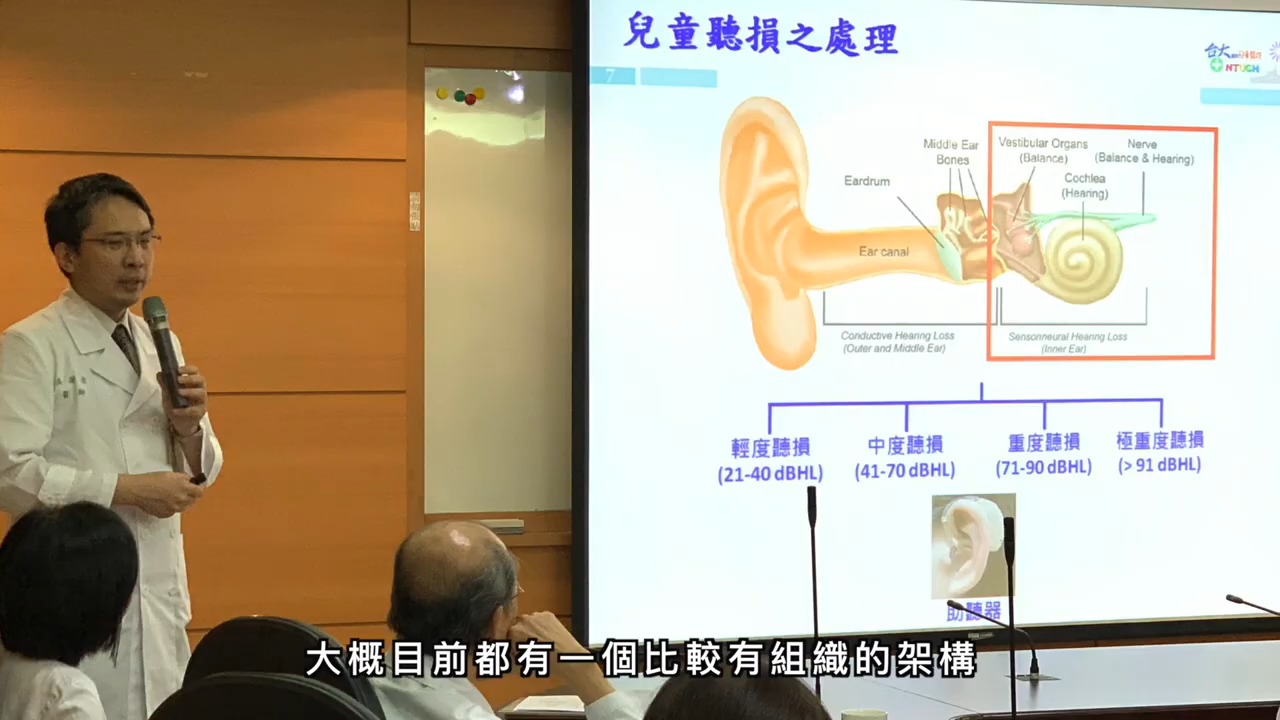 兒童聽損之處理
7
台大
NTUCH
Middle Ear
Bones
Vestibular Organs
(Balance)
Nerve
(Balance & Hearing)
Cochlea
(Hearing)
Eardrum
Ear canal
Conductive Hearing Loss
(Outer and Middle Ear)
Sensorineural Hearing Loss
(Inner Ear)
輕度聽損
(21-40 dBHL)
中度聽損
(41-70 dBHL)
重度聽損
(71-90 dBHL)
極重度聽損
(> 91 dBHL)
助聽器
大概目前都有一個比較有組織的架構